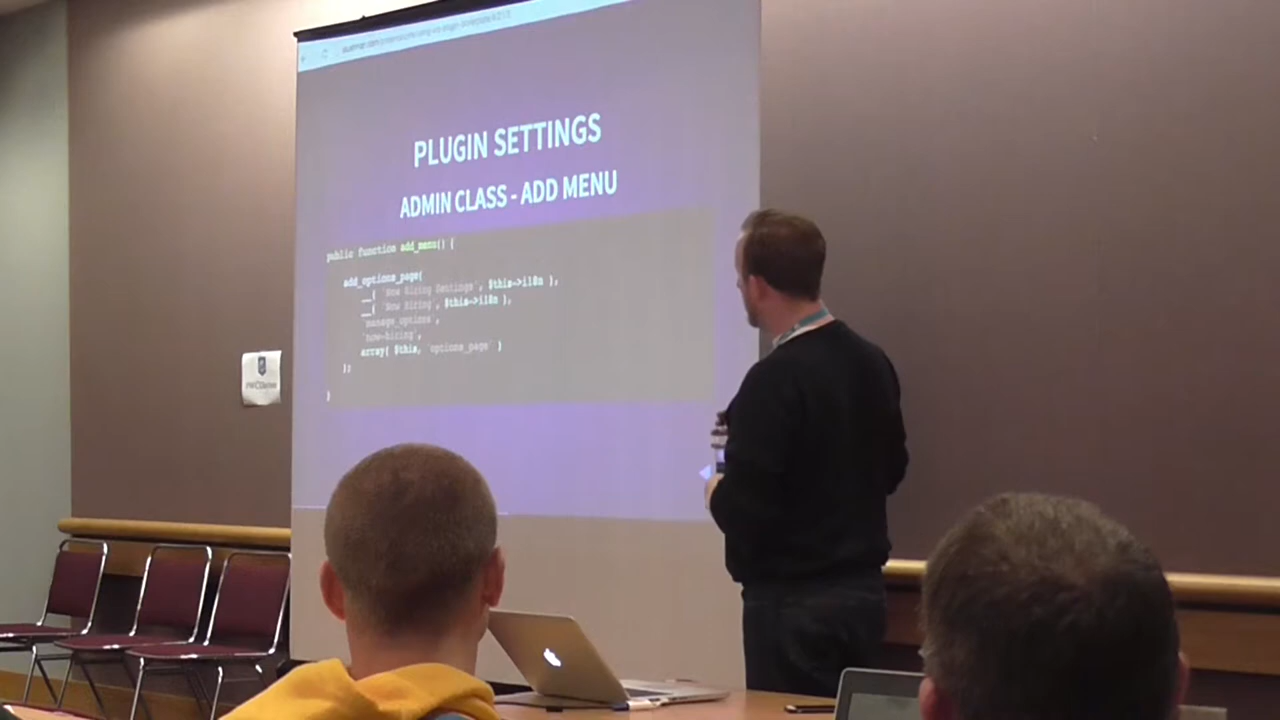 PLUGIN SETTINGS
ADMIN CLASS - ADD MENU
public function add_menu() {
add_options_page(
__( 'Now Hiring Settings', $this->i18n ),
__( 'Now Hiring', $this->i18n ),
'manage_options',
'now-hiring',
array( $this, 'options_page' )
);
}